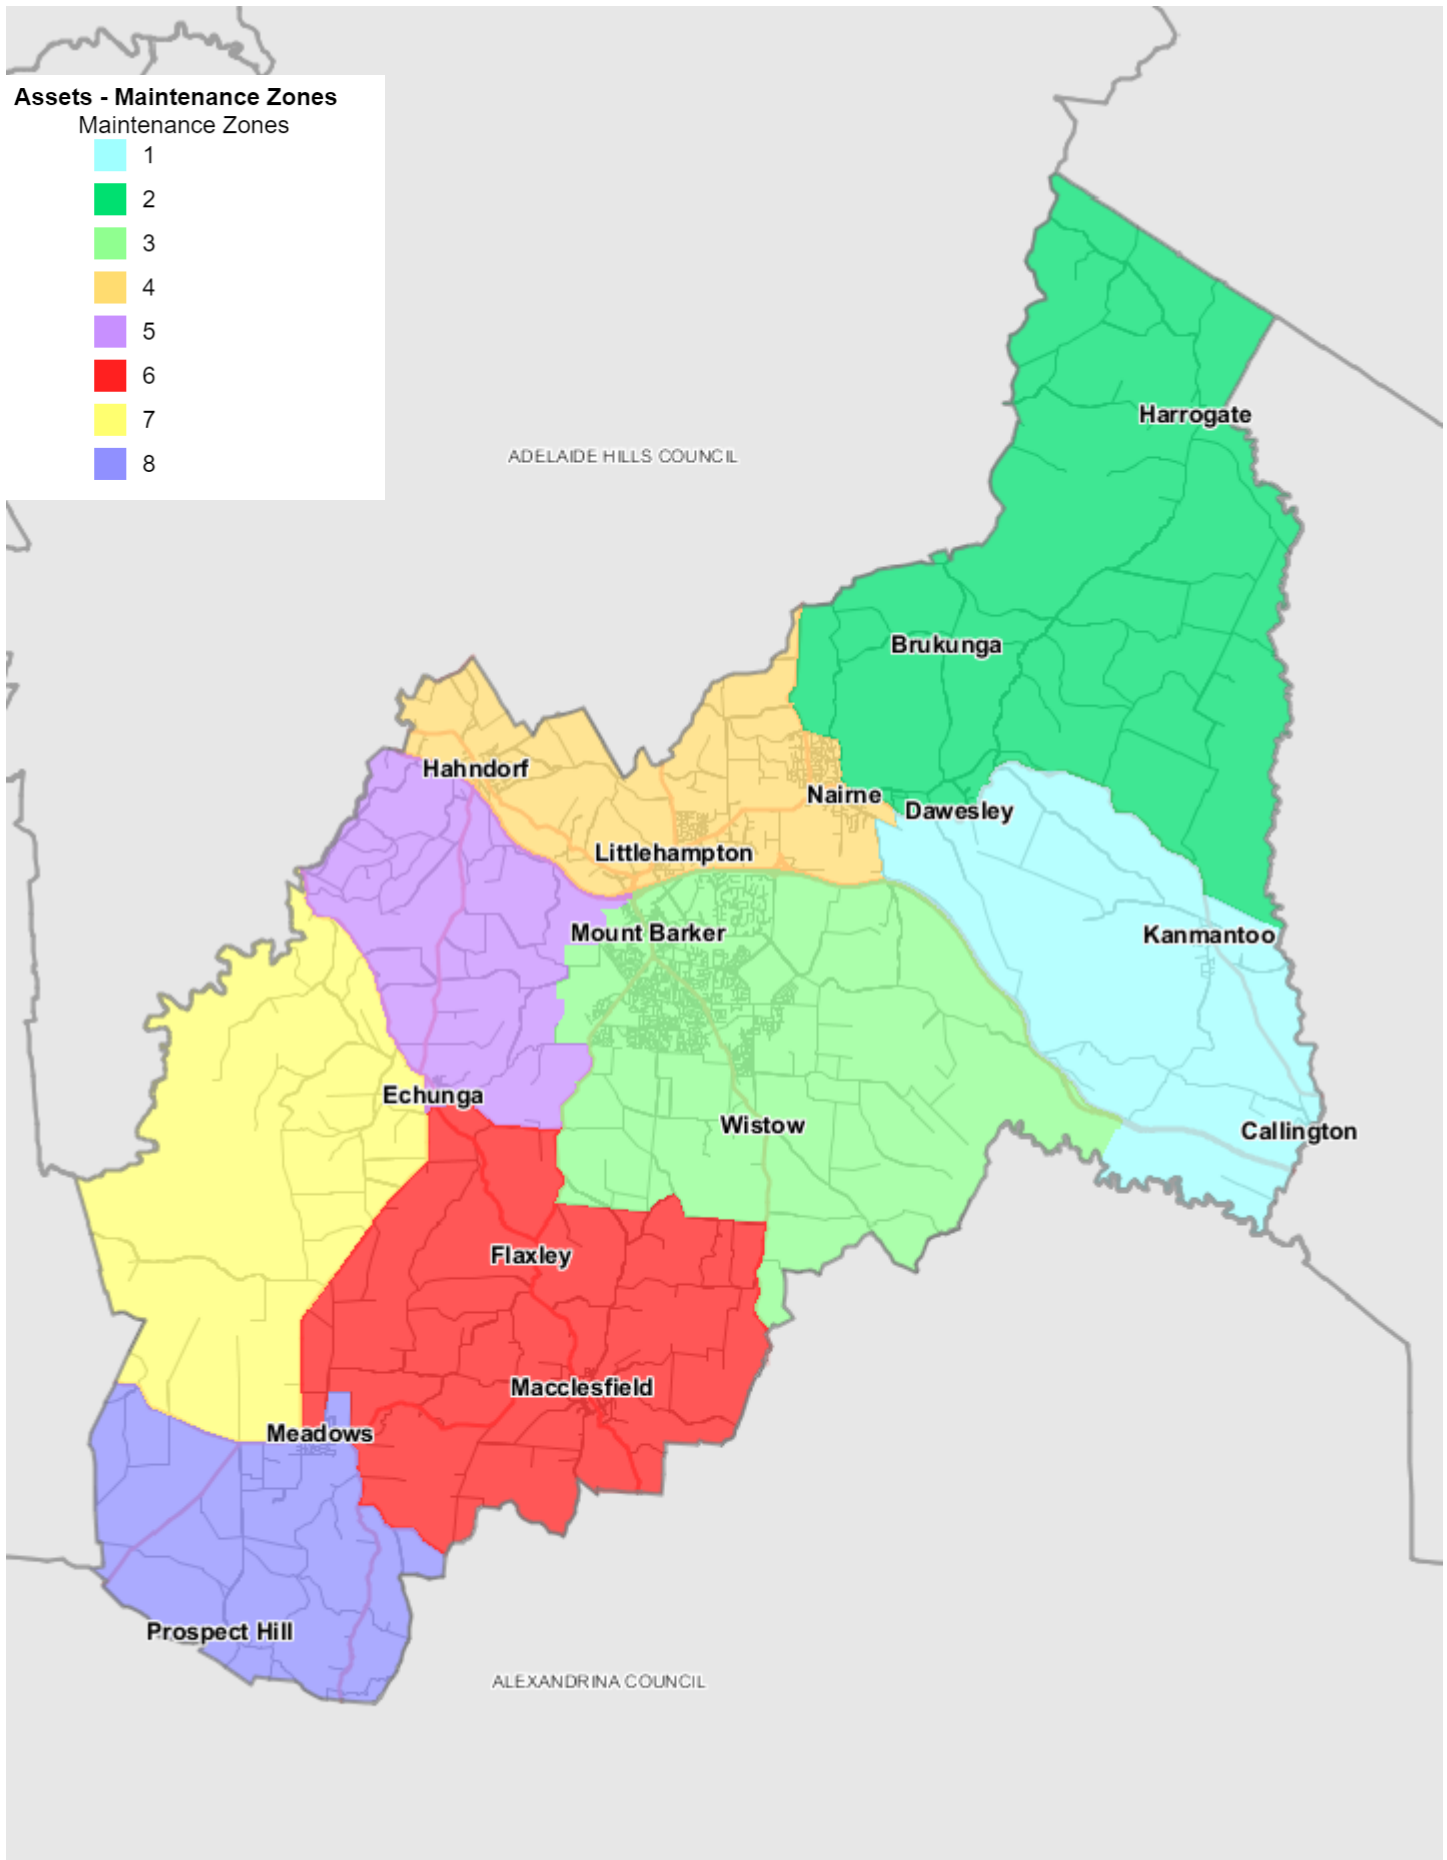 Assets - Maintenance Zones
Maintenance Zones
1
2
3
4
5
6
7
8
Harrogate
ADELAIDE HILLS COUNCIL
Brukunga
Hahndorf
Nairne
Dawesley
Littlehampton
Mount Barker
Kanmantoo
Echunga
Wistow
Callington
Flaxley
Macclesfield
Meadows
Prospect Hill
ALEXANDRINA COUNCIL